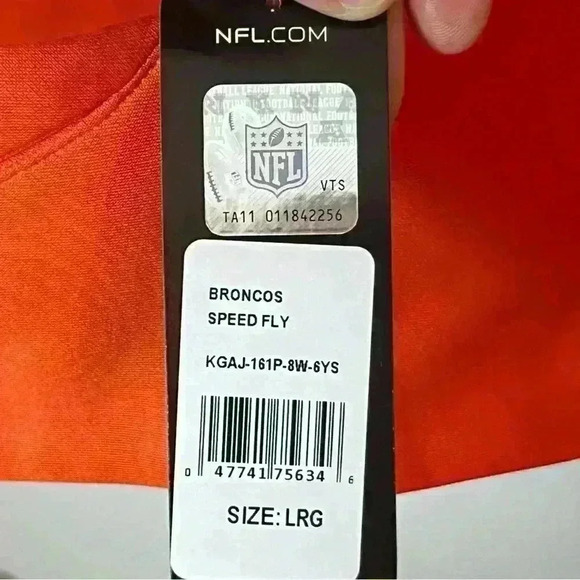 NFL.COM
NFL
VTS
TA11 011842256
BRONCOS
SPEED FLY
KGAJ-161P-8W-6YS
0 47741 75634 6
SIZE: LRG